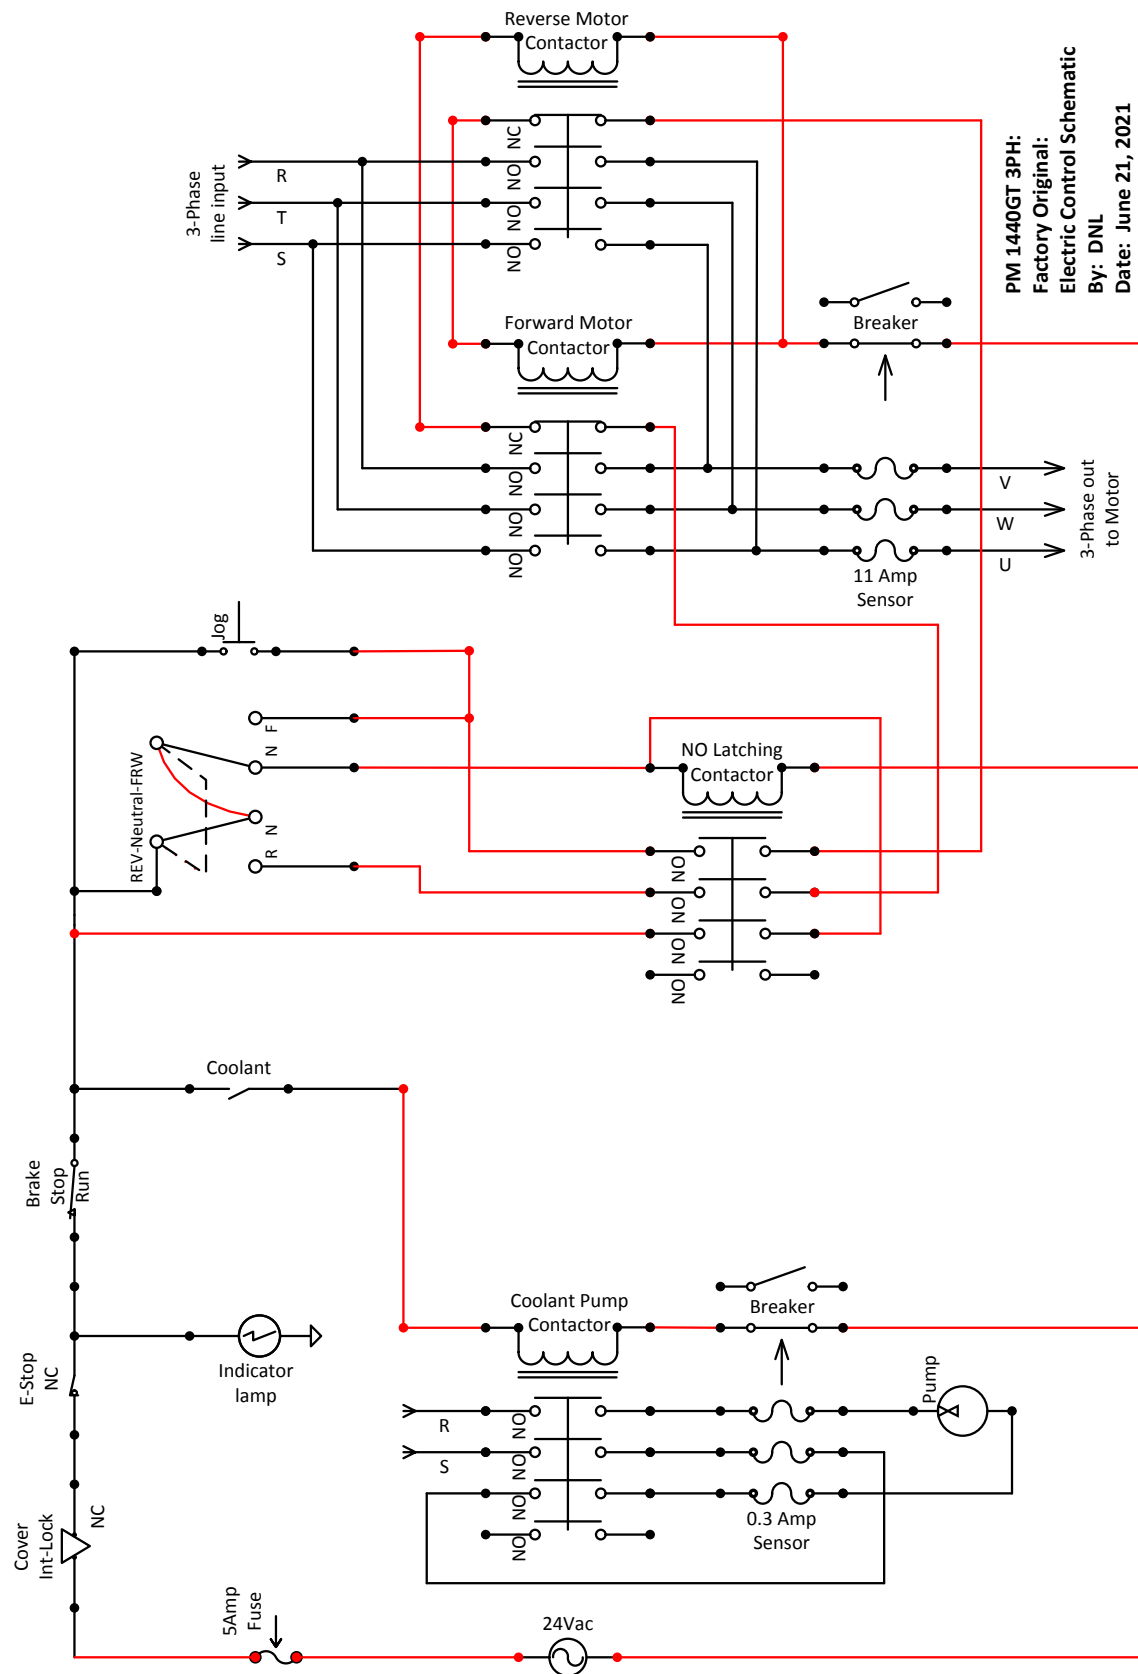 Reverse Motor
Contactor
NC
NO
NO
NO
3-Phase
line input
R
T
S
PM 1440GT 3PH:
Factory Original:
Electric Control Schematic
By: DNL
Date: June 21, 2021
Forward Motor
Contactor
Breaker
NC
NO
NO
NO
V
W
U
3-Phase out
to Motor
11 Amp
Sensor
Jog
REV-Neutral-FRW
F
N
N
R
NO Latching
Contactor
NO
NO
NO
NO
Coolant
Brake
Stop
Run
E-Stop
NC
Indicator
lamp
Coolant Pump
Contactor
Breaker
Pump
R
S
NO
NO
NO
NO
0.3 Amp
Sensor
Cover
Int-Lock
NC
5Amp
Fuse
24Vac